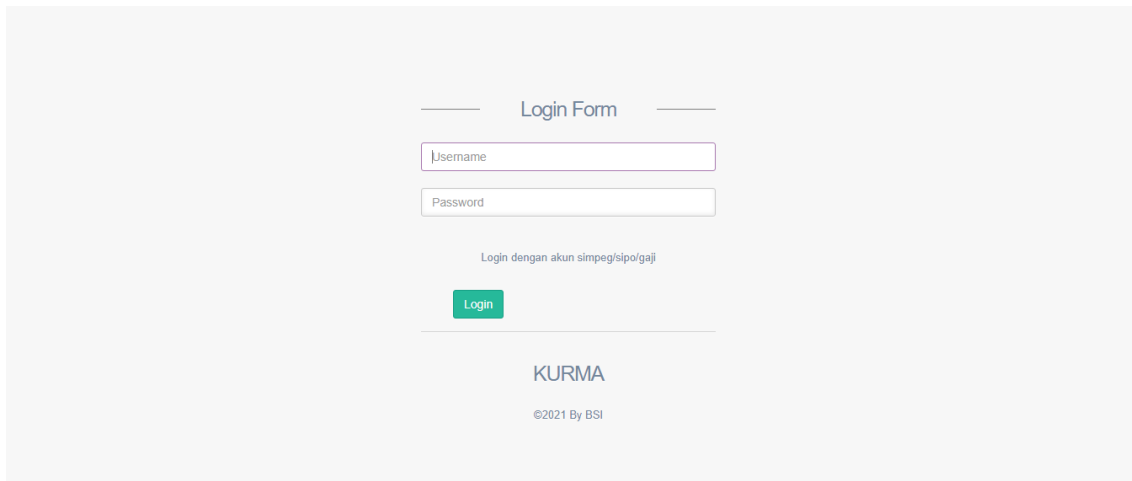 Login Form
Username
Password
Login dengan akun simpeg/sipo/gaji
Login
KURMA
©2021 By BSI